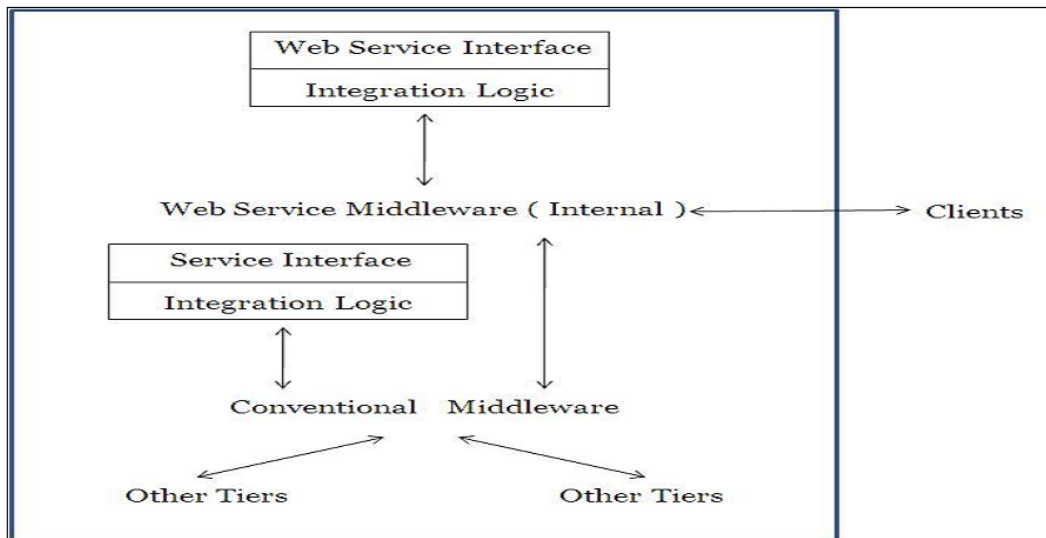 Web Service Interface
Integration Logic
Web Service Middleware ( Internal )
Clients
Service Interface
Integration Logic
Conventional Middleware
Other Tiers
Other Tiers